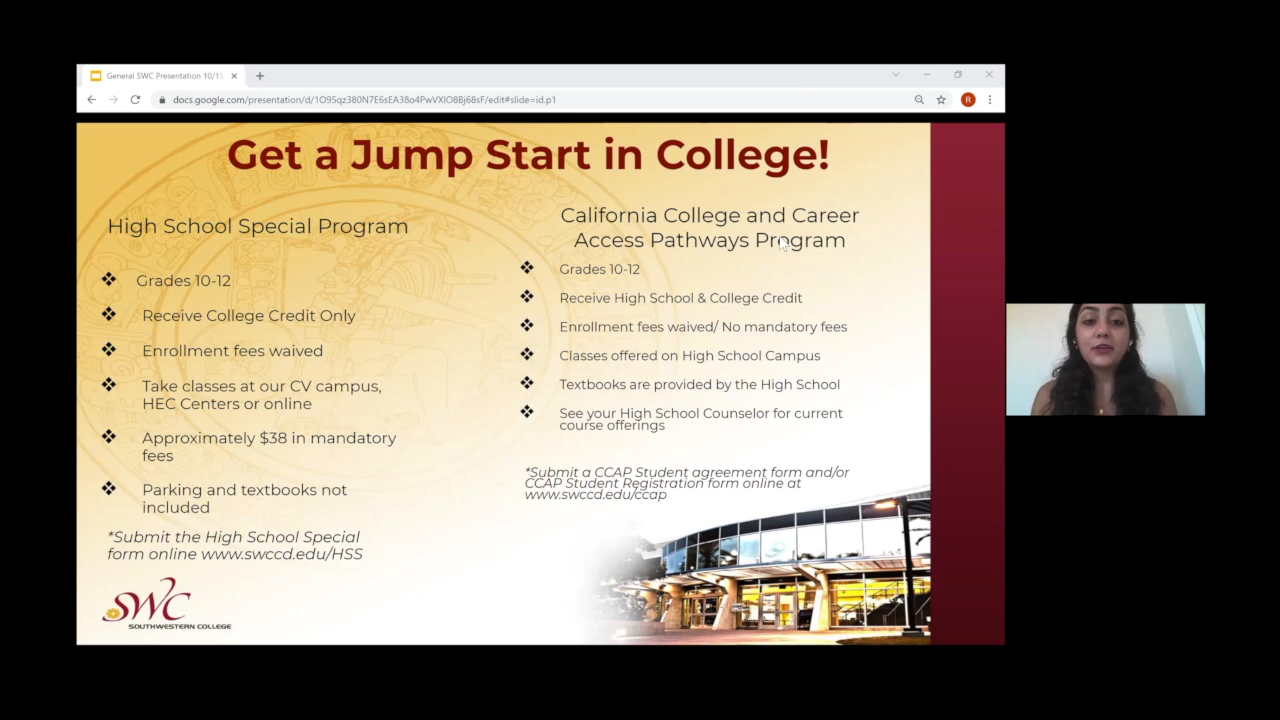 General SWC Presentation 10/15
docs.google.com/presentation/d/1O95qz380N7E6sEA38o4PwVXIO8Bj68sF/edit#slide=id.p1
R
Get a Jump Start in College!
High School Special Program
Grades 10-12
Receive College Credit Only
Enrollment fees waived
Take classes at our CV campus,
HEC Centers or online
Approximately $38 in mandatory
fees
Parking and textbooks not
included
*Submit the High School Special
form online www.swccd.edu/HSS
California College and Career
Access Pathways Program
Grades 10-12
Receive High School & College Credit
Enrollment fees waived/ No mandatory fees
Classes offered on High School Campus
Textbooks are provided by the High School
See your High School Counselor for current
course offerings
*Submit a CCAP Student agreement form and/or
CCAP Student Registration form online at
www.swccd.edu/ccap
SWC
SOUTHWESTERN COLLEGE